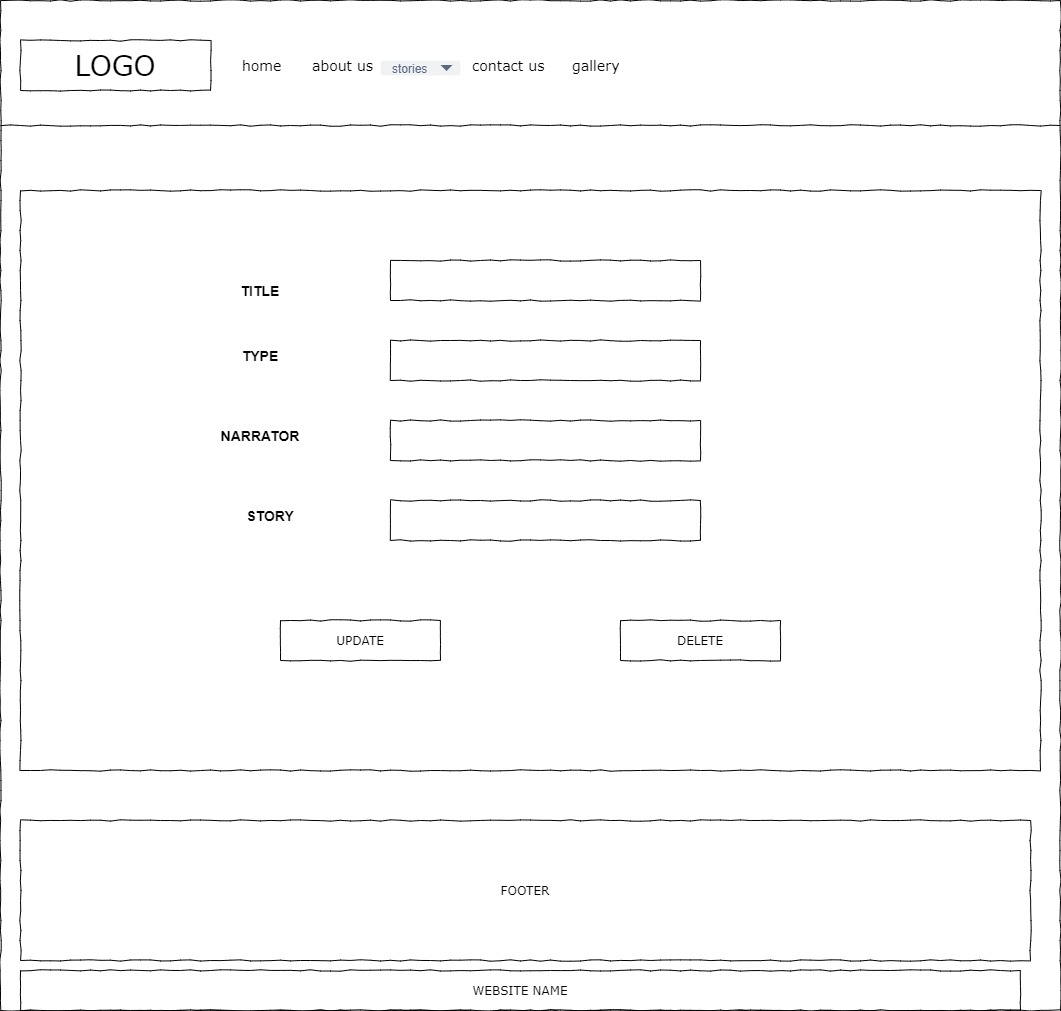 LOGO
home about us stories contact us gallery
TITLE
TYPE
NARRATOR
STORY
UPDATE DELETE
FOOTER
WEBSITE NAME